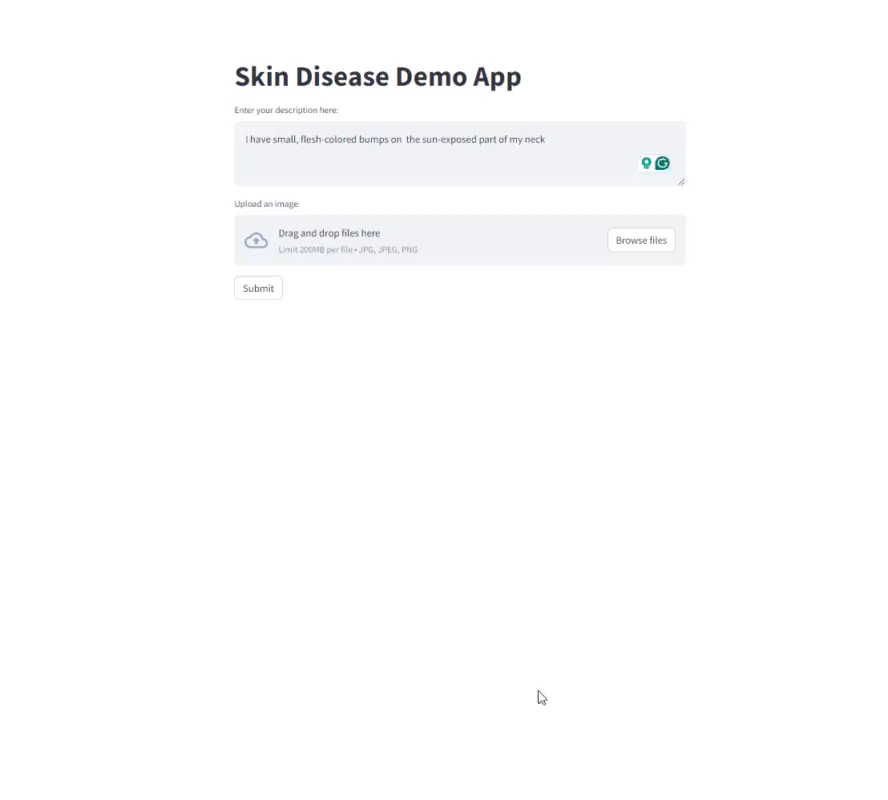 Skin Disease Demo App
Enter your description here:
I have small, flesh-colored bumps on  the sun-exposed part of my neck
Upload an image:
Drag and drop files here
Limit 200MB per file • JPG, JPEG, PNG
Browse files
Submit